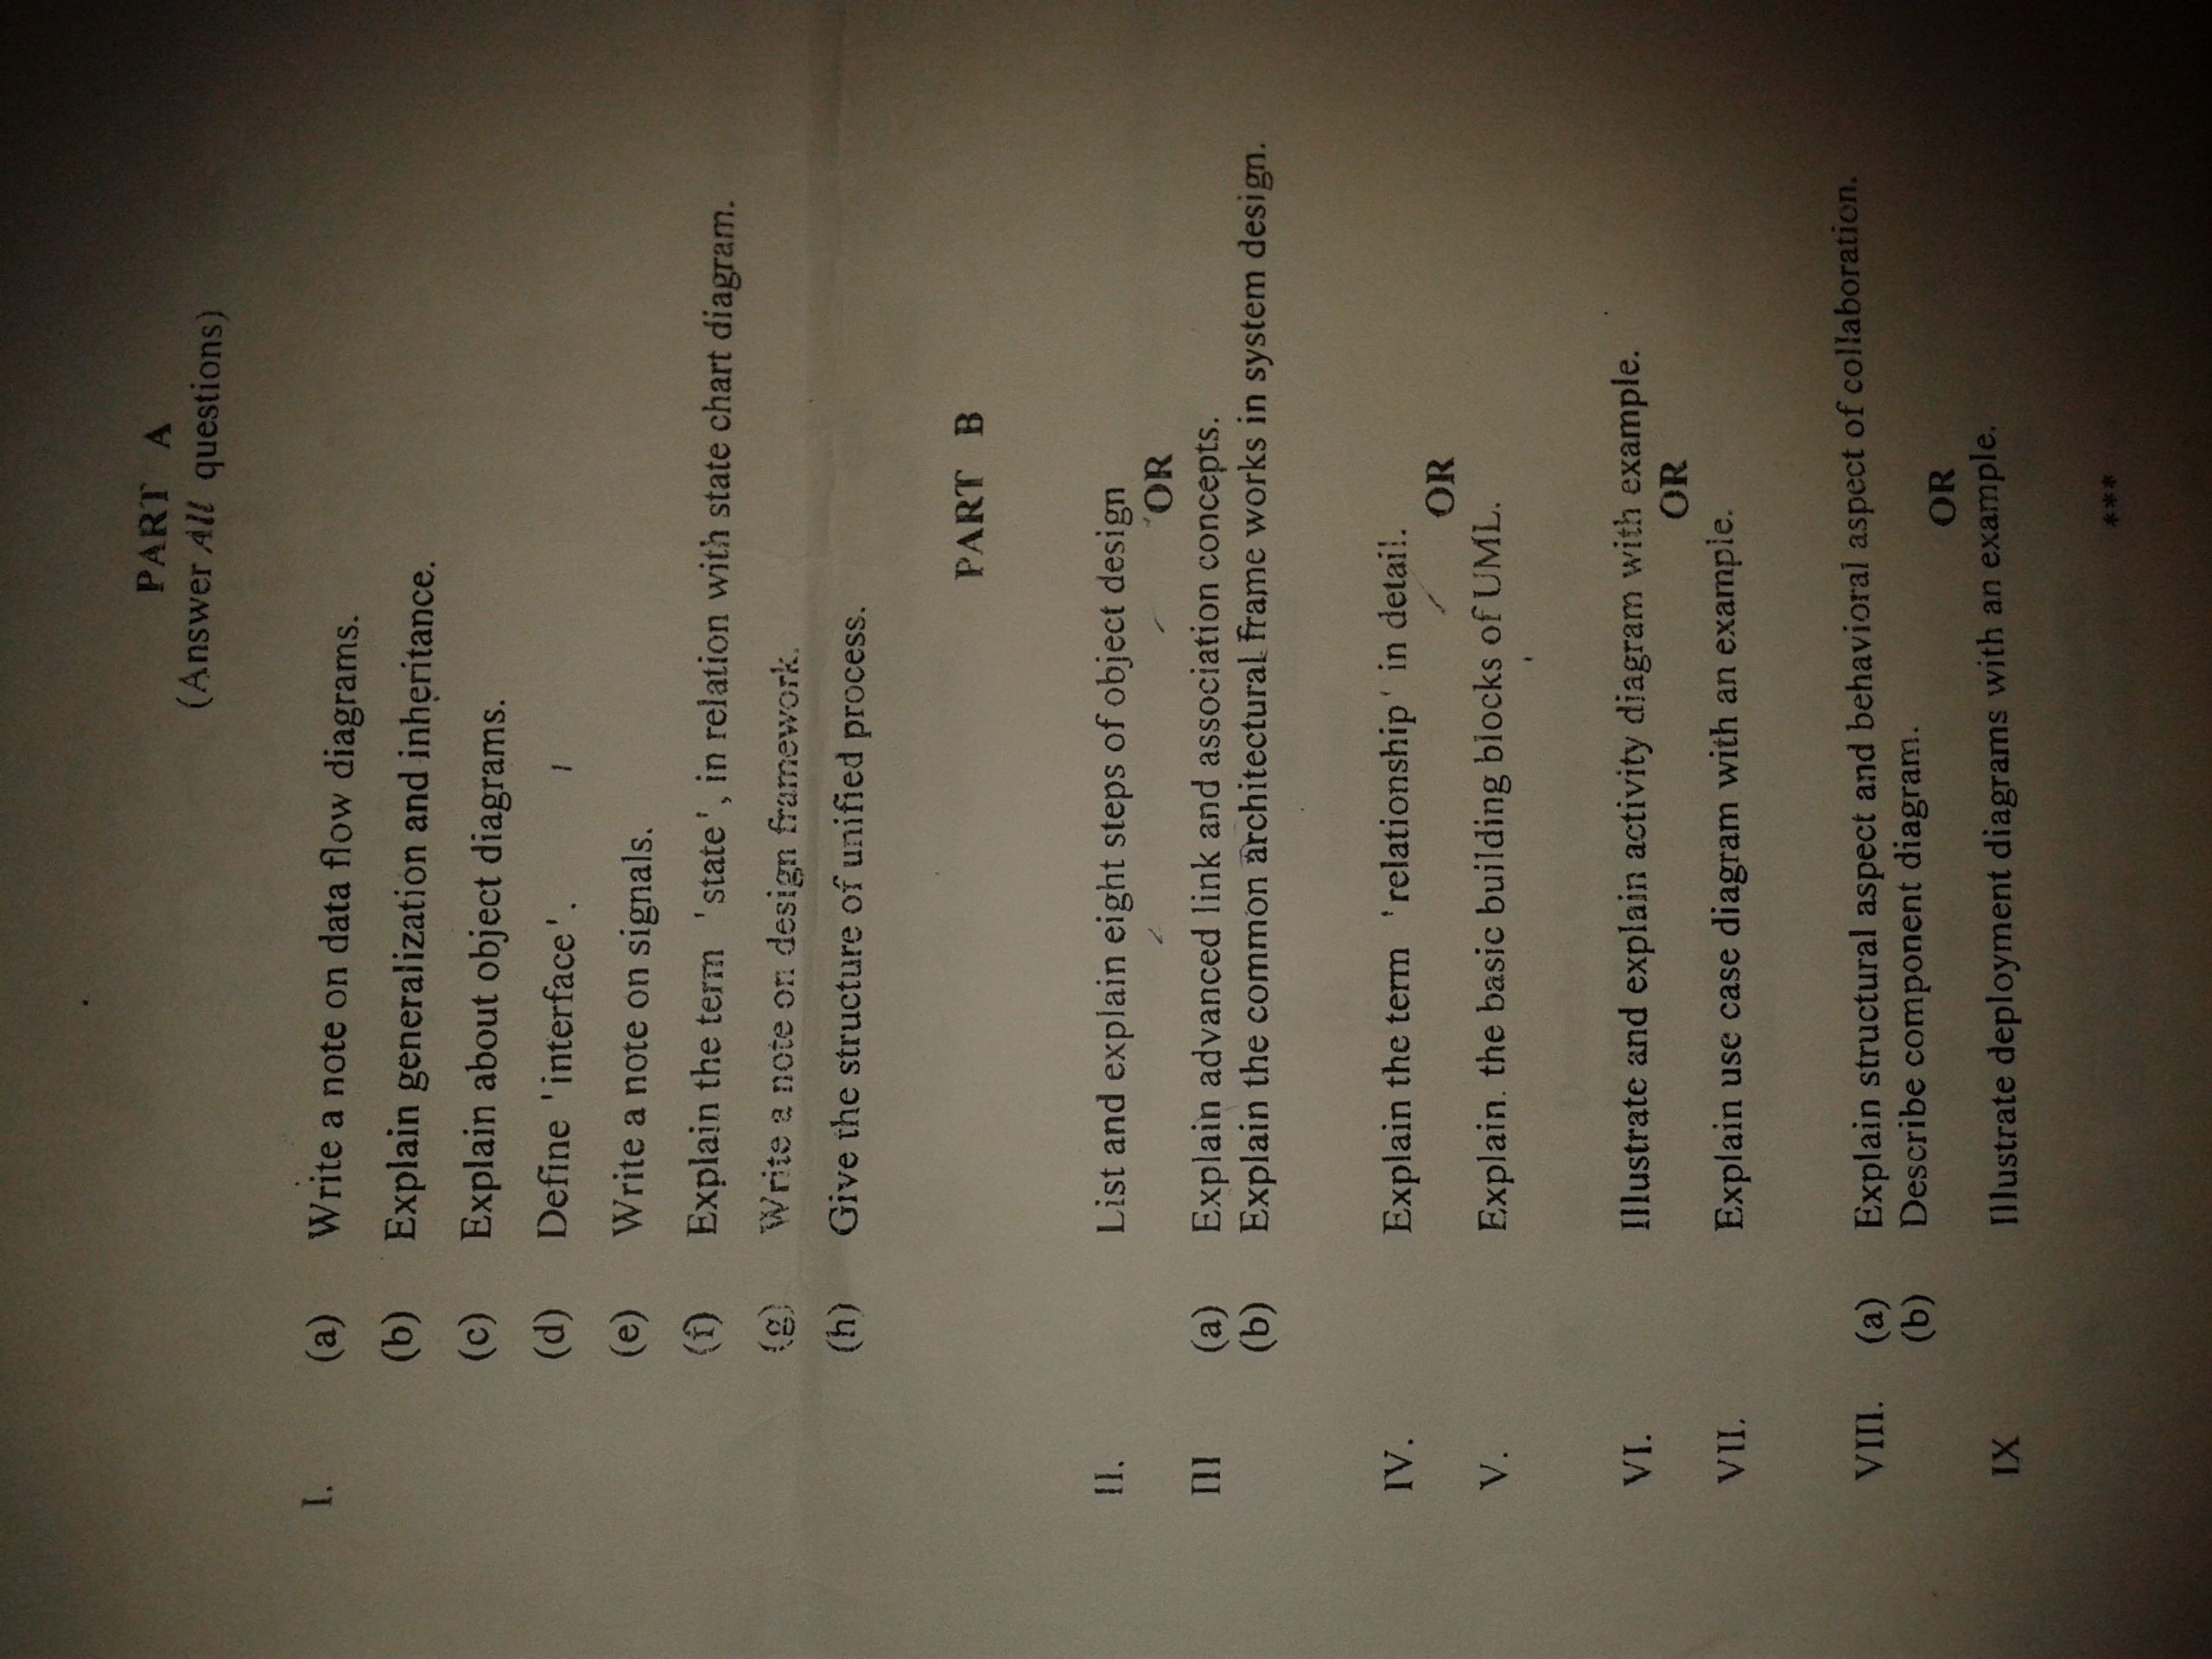 PART A
(Answer All questions)
I. (a) Write a note on data flow diagrams.
(b) Explain generalization and inheritance.
(c) Explain about object diagrams.
(d) Define 'interface'.
(e) Write a note on signals.
(f) Explain the term 'state', in relation with state chart diagram.
(g) Write a note on design framework.
(h) Give the structure of unified process.
PART B
II. List and explain eight steps of object design
OR
III (a) Explain advanced link and association concepts.
(b) Explain the common architectural frame works in system design.
IV. Explain the term 'relationship' in detail.
OR
V. Explain. the basic building blocks of UML.
VI. Illustrate and explain activity diagram with example.
OR
VII. Explain use case diagram with an example.
VIII. (a) Explain structural aspect and behavioral aspect of collaboration.
(b) Describe component diagram.
OR
IX Illustrate deployment diagrams with an example.
***